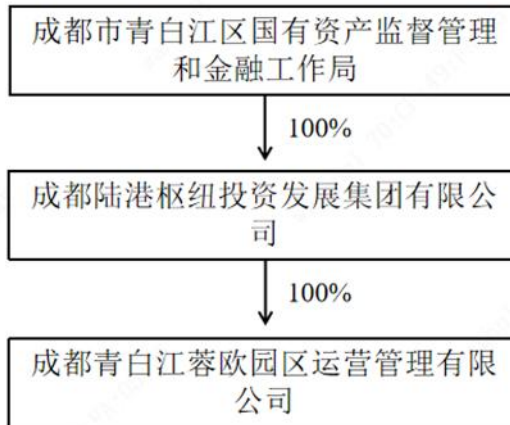 成都市青白江区国有资产监督管理
和金融工作局
100%
成都陆港枢纽投资发展集团有限公
司
100%
成都青白江蓉欧园区运营管理有限
公司